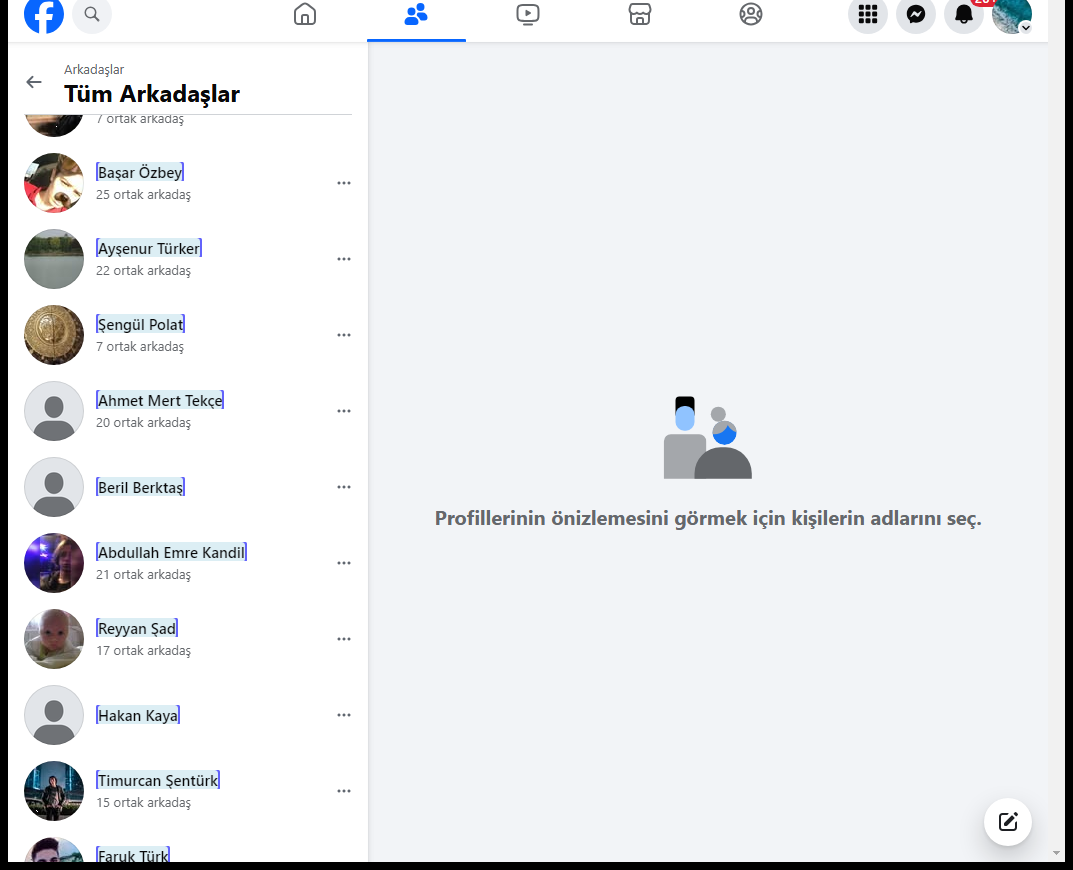 Arkadaşlar
Tüm Arkadaşlar
7 ortak arkadaş
Başar Özbey
25 ortak arkadaş
Ayşenur Türker
22 ortak arkadaş
Şengül Polat
7 ortak arkadaş
Ahmet Mert Tekçe
20 ortak arkadaş
Beril Berktaş
Abdullah Emre Kandil
21 ortak arkadaş
Reyyan Şad
17 ortak arkadaş
Hakan Kaya
Timurcan Şentürk
15 ortak arkadaş
Faruk Türk
Profillerinin önizlemesini görmek için kişilerin adlarını seç.